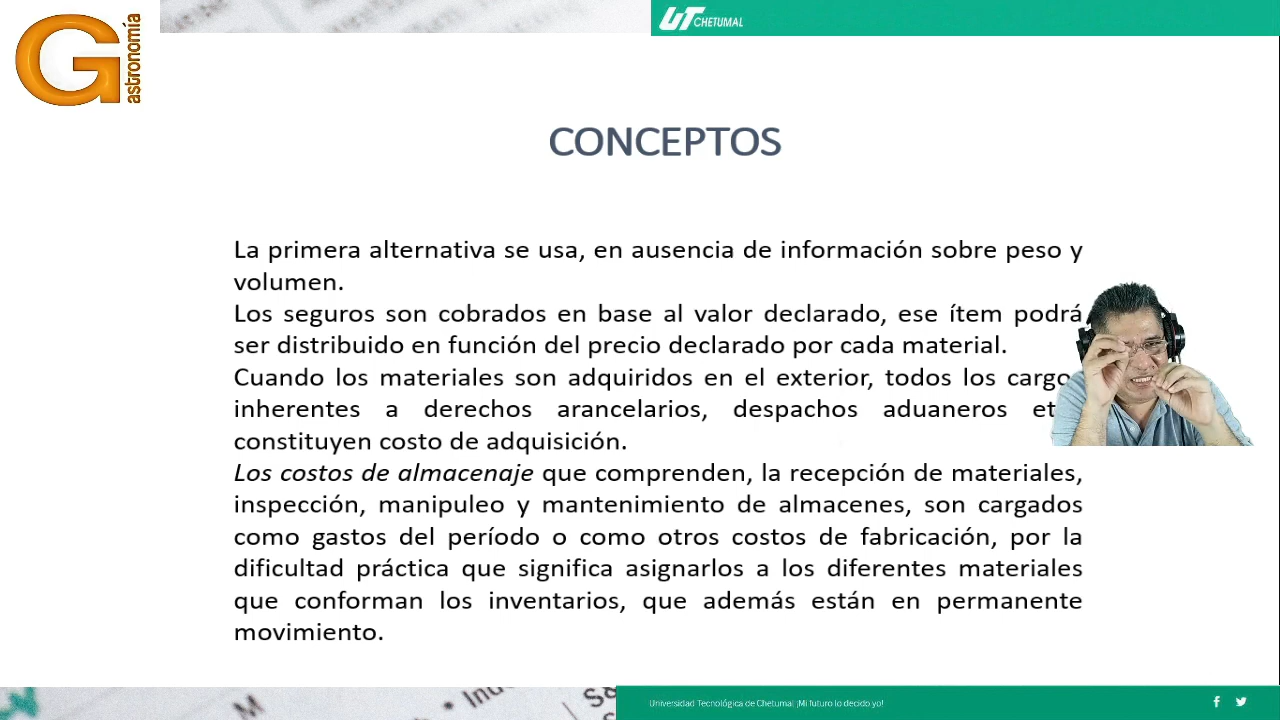 G
astronomía
UT
CHETUMAL
CONCEPTOS
La primera alternativa se usa, en ausencia de información sobre peso y
volumen.
Los seguros son cobrados en base al valor declarado, ese ítem podrá
ser distribuido en función del precio declarado por cada material.
Cuando los materiales son adquiridos en el exterior, todos los
inherentes a derechos arancelarios, despachos aduaneros
constituyen costo de adquisición.
Los costos de almacenaje que comprenden, la recepción de materiales,
inspección, manipuleo y mantenimiento de almacenes, son cargados
como gastos del período o como otros costos de fabricación, por la
dificultad práctica que significa asignarlos a los diferentes materiales
que conforman los inventarios, que además están en permanente
movimiento.
M
Universidad Tecnológica de Chetumal ¡Mi futuro lo decido yo!